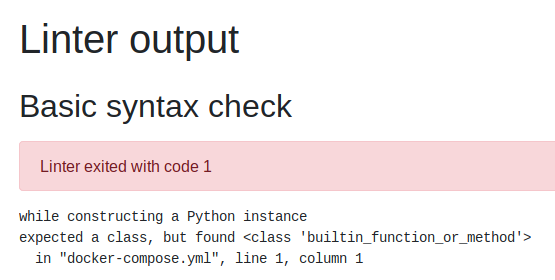 Linter output
Basic syntax check
Linter exited with code 1
while constructing a Python instance
expected a class, but found <class 'builtin_function_or_method'>
  in "docker-compose.yml", line 1, column 1